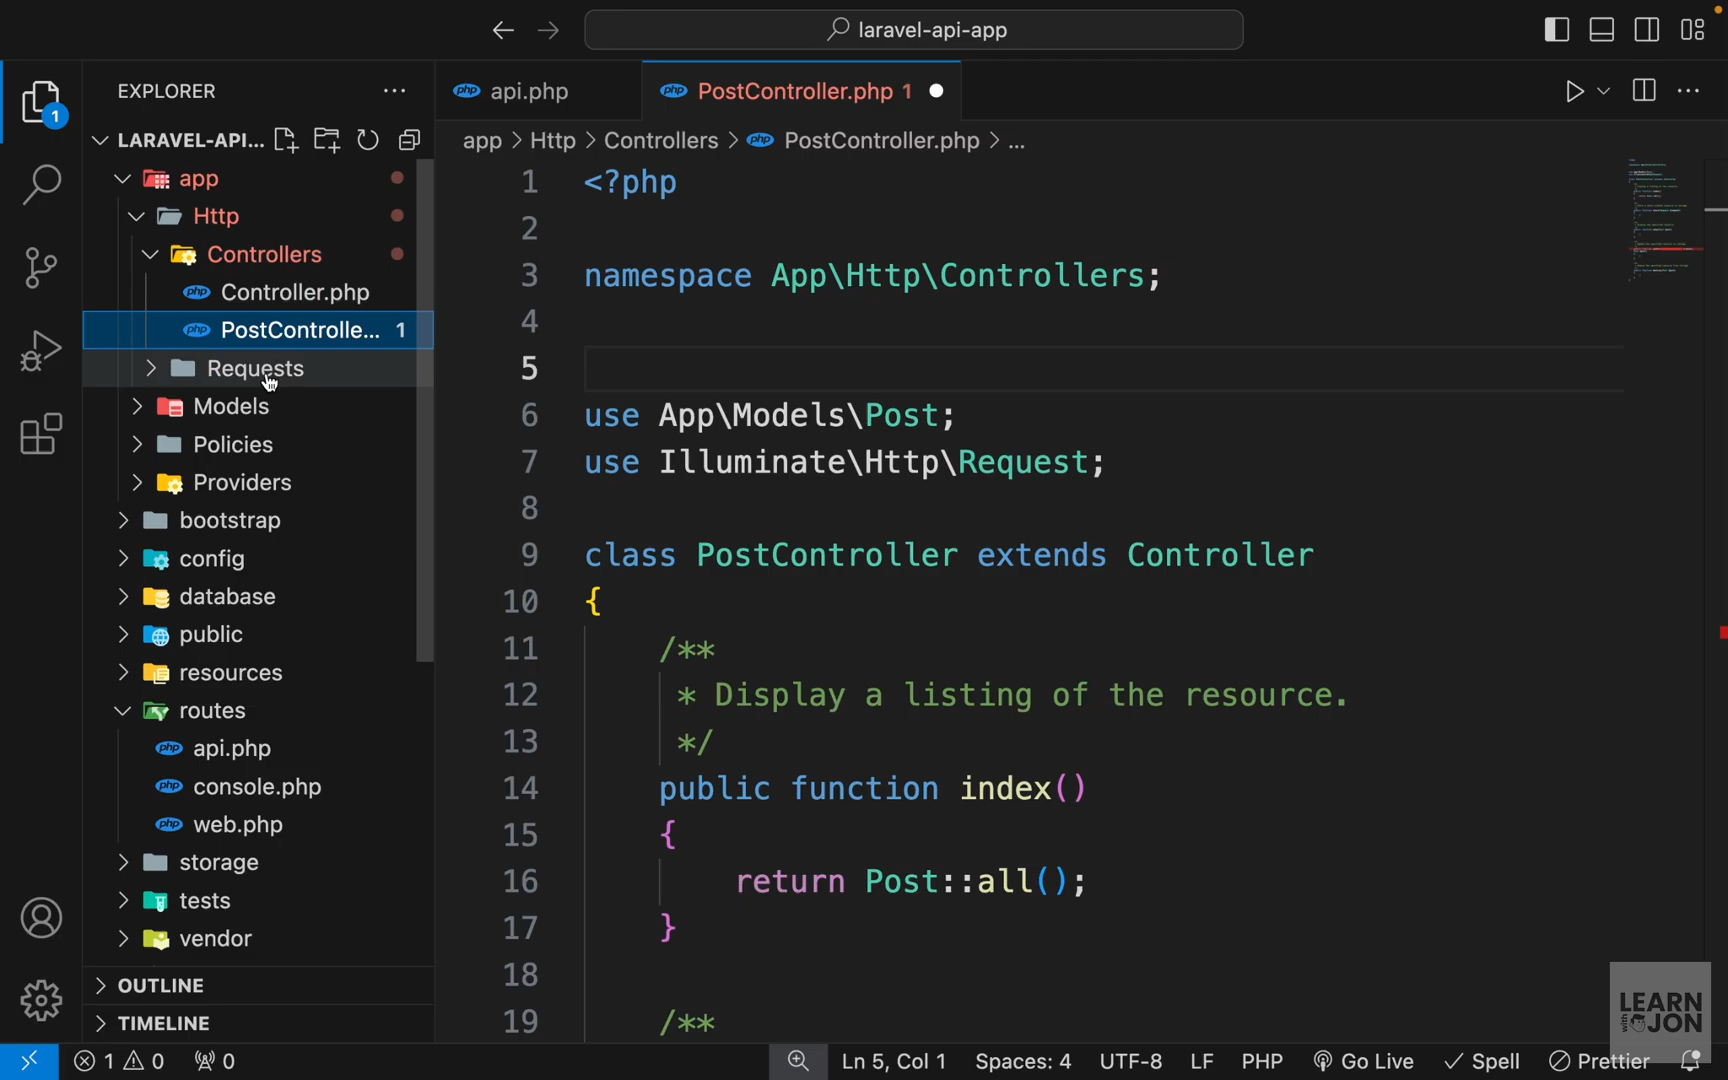 laravel-api-app
EXPLORER
api.php
PostController.php 1
LARAVEL-API...
app > Http > Controllers > PostController.php > ...
app
Http
Controllers
Controller.php
PostControlle... 1
Requests
Models
Policies
Providers
bootstrap
config
database
public
resources
routes
api.php
console.php
web.php
storage
tests
vendor
OUTLINE
TIMELINE
1
1 <?php
2
3 namespace App\Http\Controllers;
4
5
6 use App\Models\Post;
7 use Illuminate\Http\Request;
8
9 class PostController extends Controller
10 {
11 /**
12 * Display a listing of the resource.
13 */
14 public function index()
15 {
16 return Post::all();
17 }
18
19 /**
LEARN
with JON
1 0 0 Ln 5, Col 1 Spaces: 4 UTF-8 LF PHP Go Live Spell Prettier